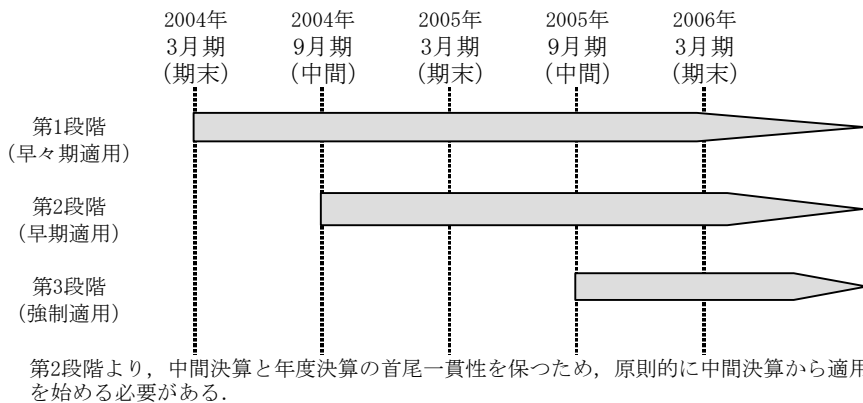 2004年 2004年 2005年 2005年 2006年
3月期 9月期 3月期 9月期 3月期
(期末) (中間) (期末) (中間) (期末)
第1段階
(早々期適用)
第2段階
(早期適用)
第3段階
(強制適用)
第2段階より，中間決算と年度決算の首尾一貫性を保つため，原則的に中間決算から適用
を始める必要がある．